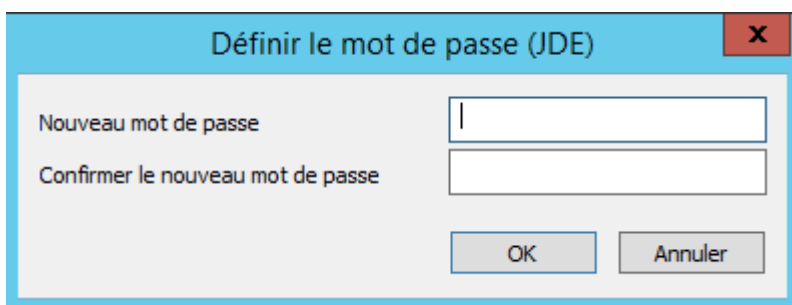 Définir le mot de passe (JDE)
x
Nouveau mot de passe
Confirmer le nouveau mot de passe
OK Annuler